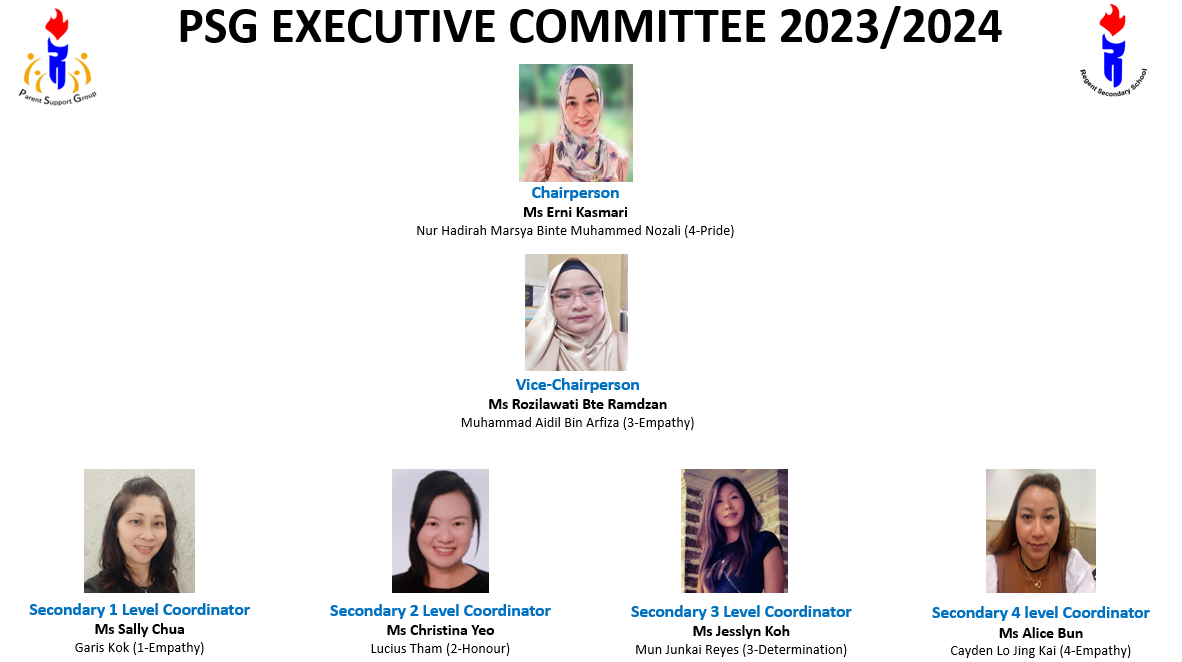 PSG EXECUTIVE COMMITTEE 2023/2024
Parent Support Group
Regent Secondary School
Chairperson
Ms Erni Kasmari
Nur Hadirah Marsya Binte Muhammed Nozali (4-Pride)
Vice-Chairperson
Ms Rozilawati Bte Ramdzan
Muhammad Aidil Bin Arfiza (3-Empathy)
Secondary 1 Level Coordinator
Ms Sally Chua
Garis Kok (1-Empathy)
Secondary 2 Level Coordinator
Ms Christina Yeo
Lucius Tham (2-Honour)
Secondary 3 Level Coordinator
Ms Jesslyn Koh
Mun Junkai Reyes (3-Determination)
Secondary 4 level Coordinator
Ms Alice Bun
Cayden Lo Jing Kai (4-Empathy)